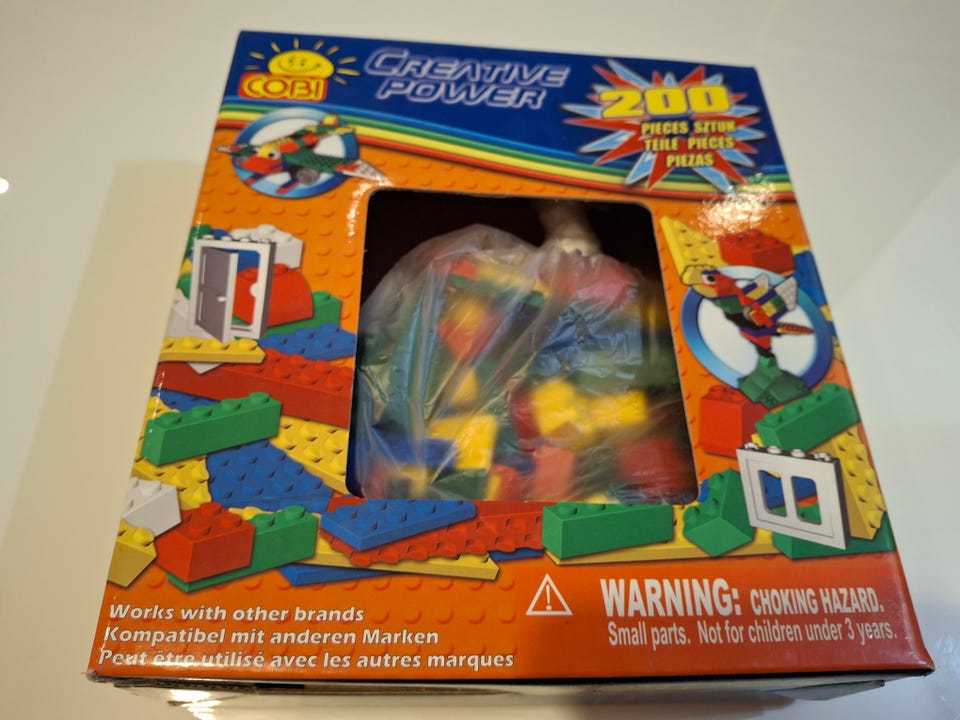 COBI
CREATIVE
POWER
200
PIECES SZTUK
TEILE PIECES
PIEZAS
Works with other brands
Kompatibel mit anderen Marken
Peut être utilisé avec les autres marques
WARNING: CHOKING HAZARD.
Small parts. Not for children under 3 years.